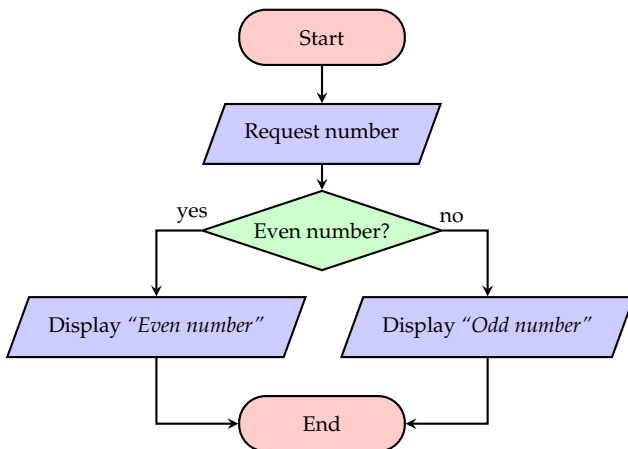 Start
Request number
yes
no
Even number?
Display “Even number”
Display “Odd number”
End